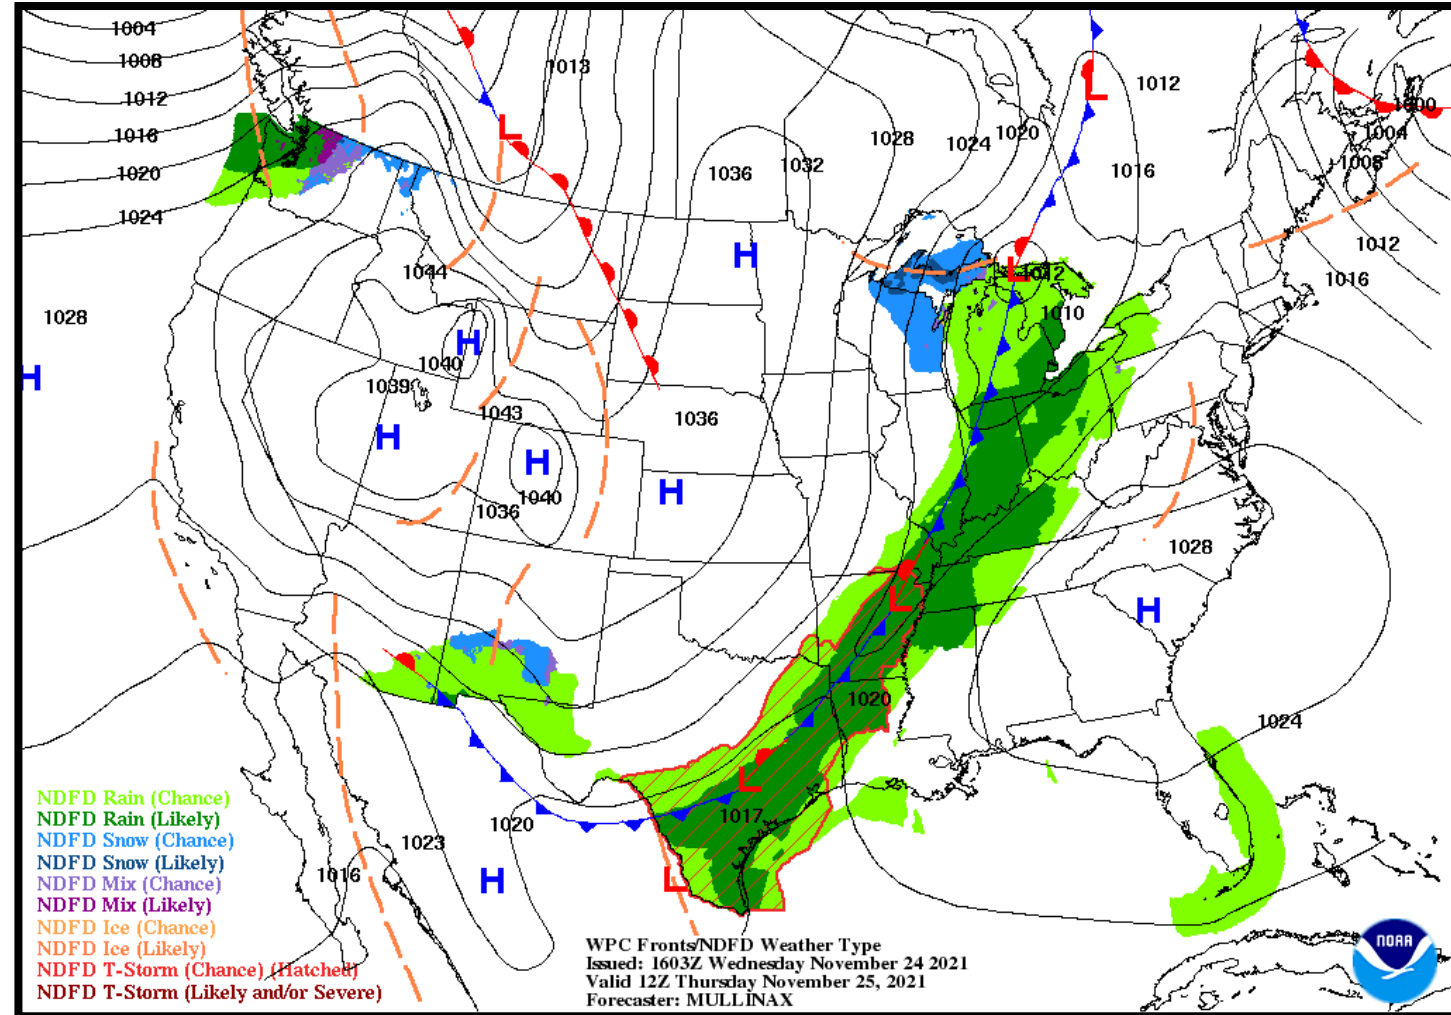 1004
1008
1012
1016
1020
1024
1013
1036
1032
1028
1024
1020
1012
1016
1000
1004
1008
1012
1016
L
L
H
H
1044
1028
H
1040
H
1039
1043
H
H
1040
1036
1036
H
L
1012
1010
L
1028
H
1020
1024
L
1017
L
1020
1023
H
1016
NDFD Rain (Chance)
NDFD Rain (Likely)
NDFD Snow (Chance)
NDFD Snow (Likely)
NDFD Mix (Chance)
NDFD Mix (Likely)
NDFD Ice (Chance)
NDFD Ice (Likely)
NDFD T-Storm (Chance) (Hatched)
NDFD T-Storm (Likely and/or Severe)
WPC Fronts/NDFD Weather Type
Issued: 1603Z Wednesday November 24 2021
Valid 12Z Thursday November 25, 2021
Forecaster: MULLINAX
NOAA